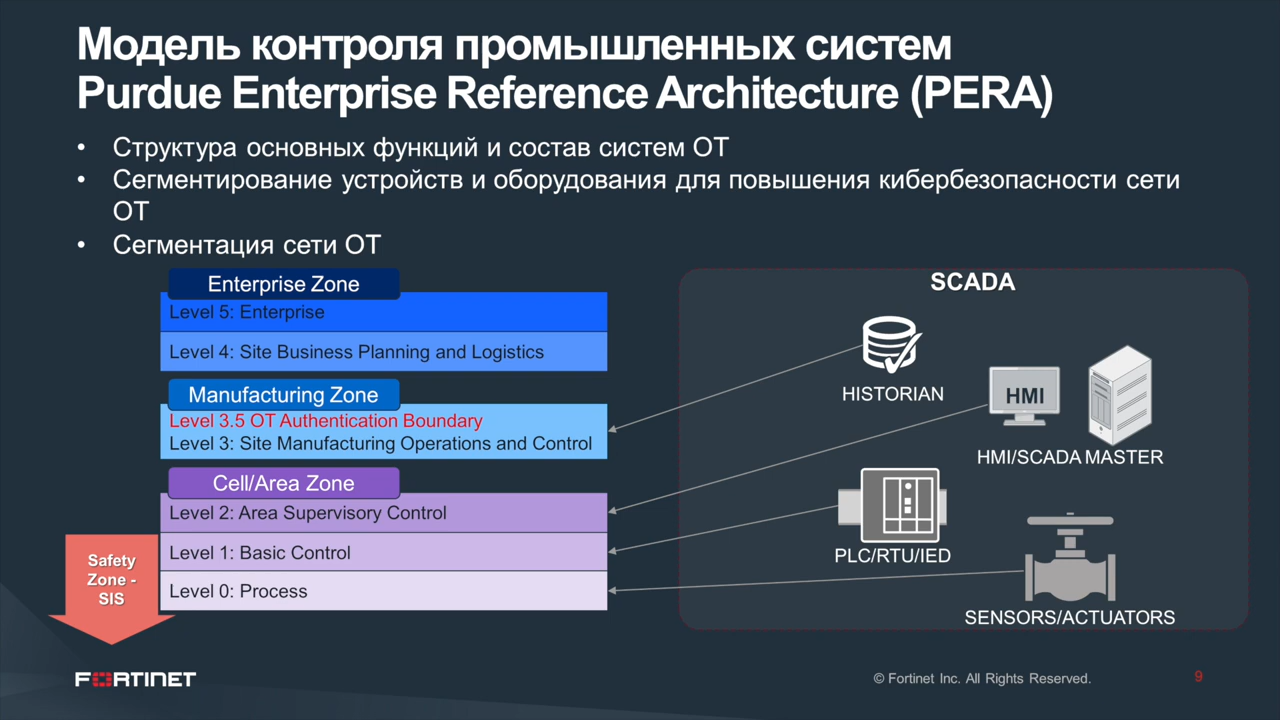 Модель контроля промышленных систем
Purdue Enterprise Reference Architecture (PERA)
• Структура основных функций и состав систем ОТ
• Сегментирование устройств и оборудования для повышения кибербезопасности сети
ОТ
• Сегментация сети ОТ
Enterprise Zone
Level 5: Enterprise
Level 4: Site Business Planning and Logistics
Manufacturing Zone
Level 3.5 OT Authentication Boundary
Level 3: Site Manufacturing Operations and Control
Cell/Area Zone
Level 2: Area Supervisory Control
Level 1: Basic Control
Level 0: Process
Safety
Zone -
SIS
SCADA
HISTORIAN
HMI
HMI/SCADA MASTER
PLC/RTU/IED
SENSORS/ACTUATORS
FORTINET
© Fortinet Inc. All Rights Reserved.
9